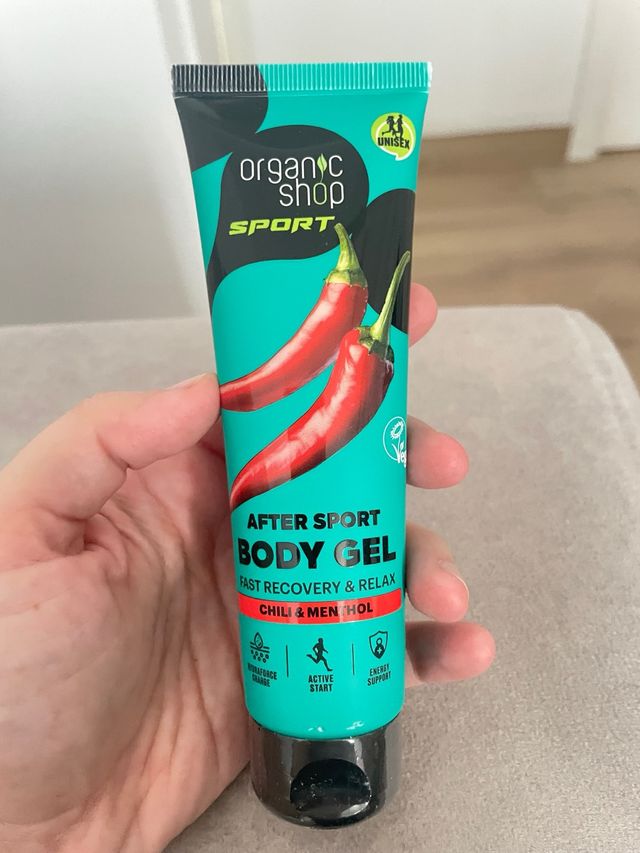 UNISEX
organic
shop
SPORT
AFTER SPORT
BODY GEL
FAST RECOVERY & RELAX
CHILI & MENTHOL
ACTIVE
START
ENERGY
SUPPORT